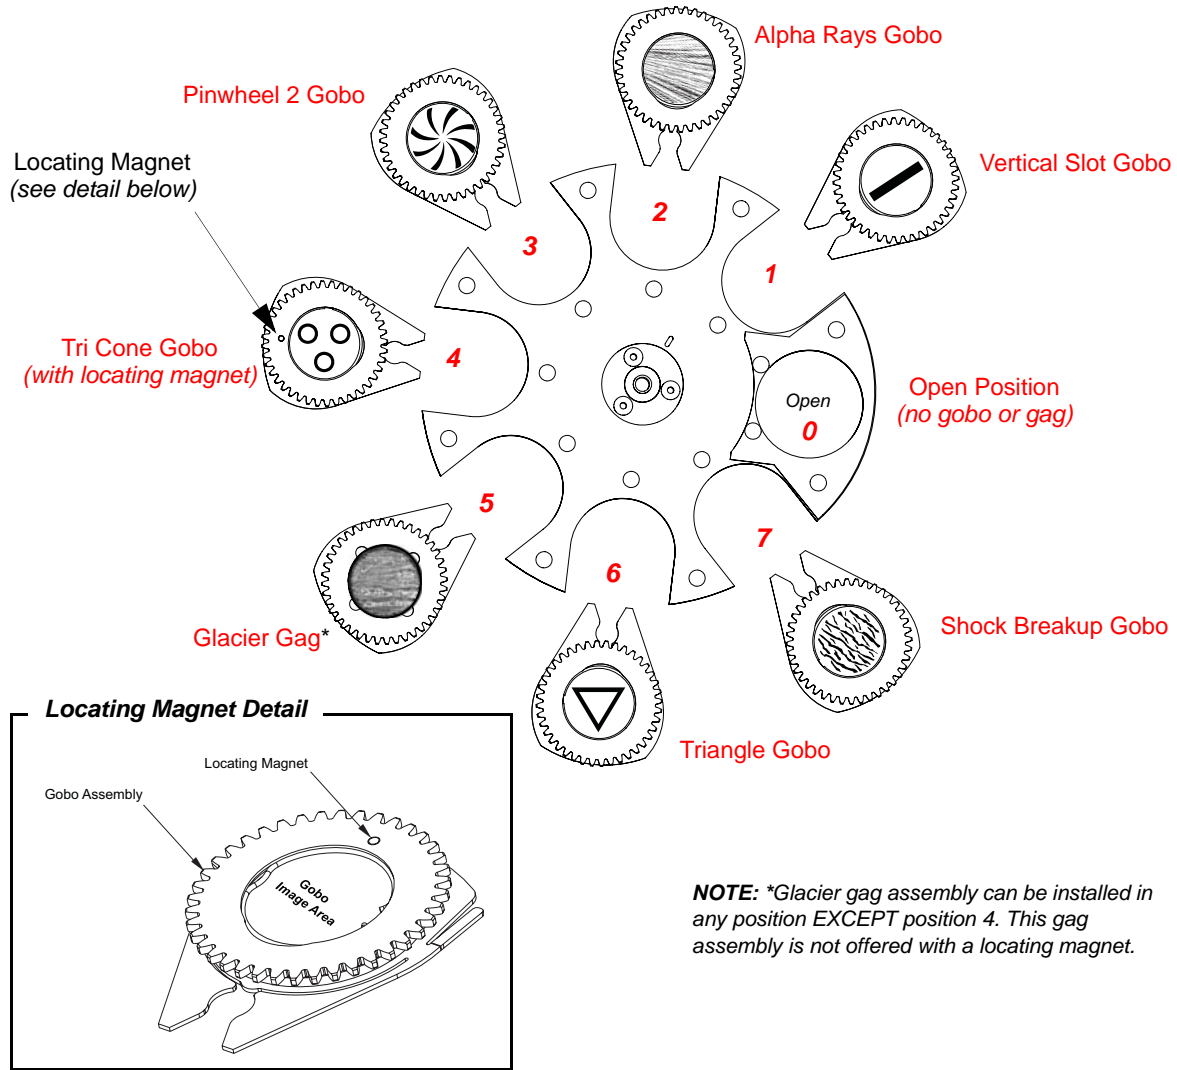 Alpha Rays Gobo
Pinwheel 2 Gobo
Vertical Slot Gobo
Locating Magnet
(see detail below)
2
3
1
Tri Cone Gobo
(with locating magnet)
4
Open Position
(no gobo or gag)
Open
0
5
7
6
Glacier Gag*
Shock Breakup Gobo
Triangle Gobo
Locating Magnet Detail
Locating Magnet
Gobo Assembly
Gobo
Image Area
NOTE: *Glacier gag assembly can be installed in
any position EXCEPT position 4. This gag
assembly is not offered with a locating magnet.